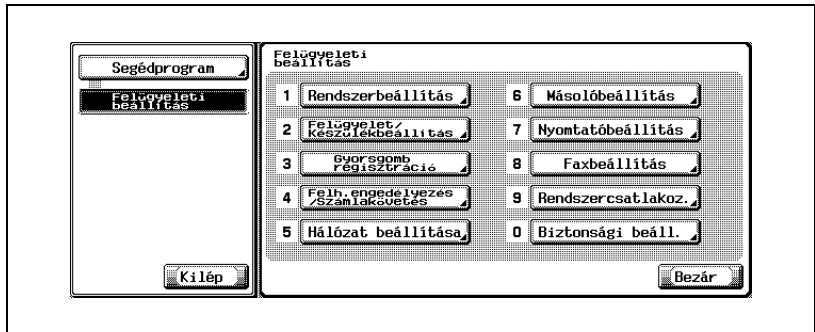 Segédprogram
Felügyeleti
beállítás
Kilép
Felügyeleti
beállítás
1 Rendszerbeállítás
2 Felügyelet/
Készülékbeállítás
3 Gyorsgomb
regisztráció
4 Felh.engedélyezés
/Számlakövetés
5 Hálózat beállítása
6 Másolóbeállítás
7 Nyomtatóbeállítás
8 Faxbeállítás
9 Rendszercsatlakoz.
0 Biztonsági beáll.
Bezár